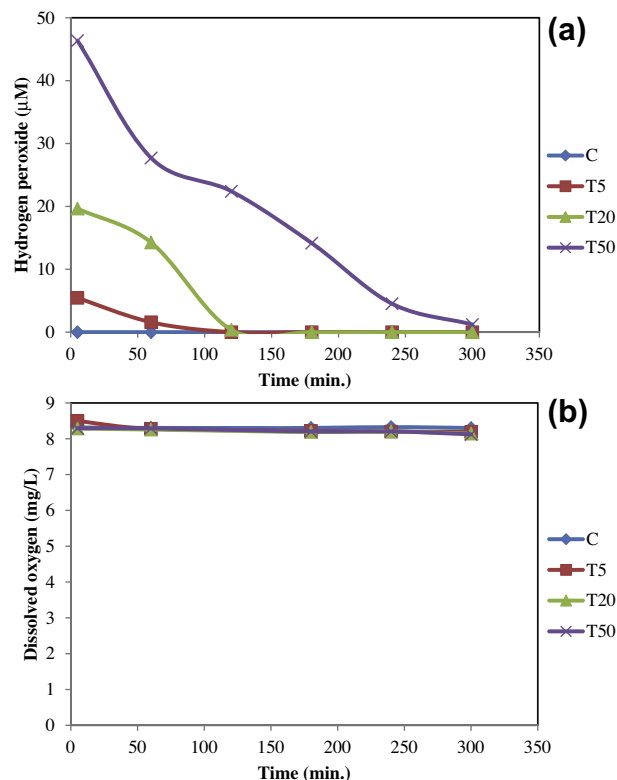 (a)
50
40
30
20
10
0
Hydrogen peroxide (μM)
0 50 100 150 200 250 300 350
Time (min.)
C
T5
T20
T50
(b)
9
8
7
6
5
4
3
2
1
0
Dissolved oxygen (mg/L)
0 50 100 150 200 250 300 350
Time (min.)
C
T5
T20
T50